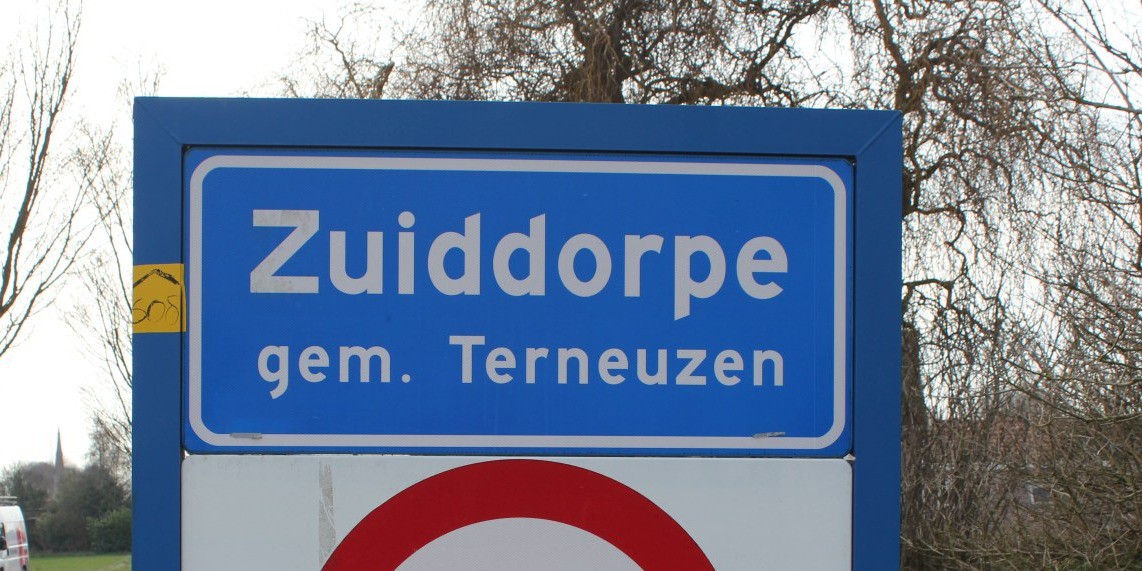 Zuiddorpe
gem. Terneuzen